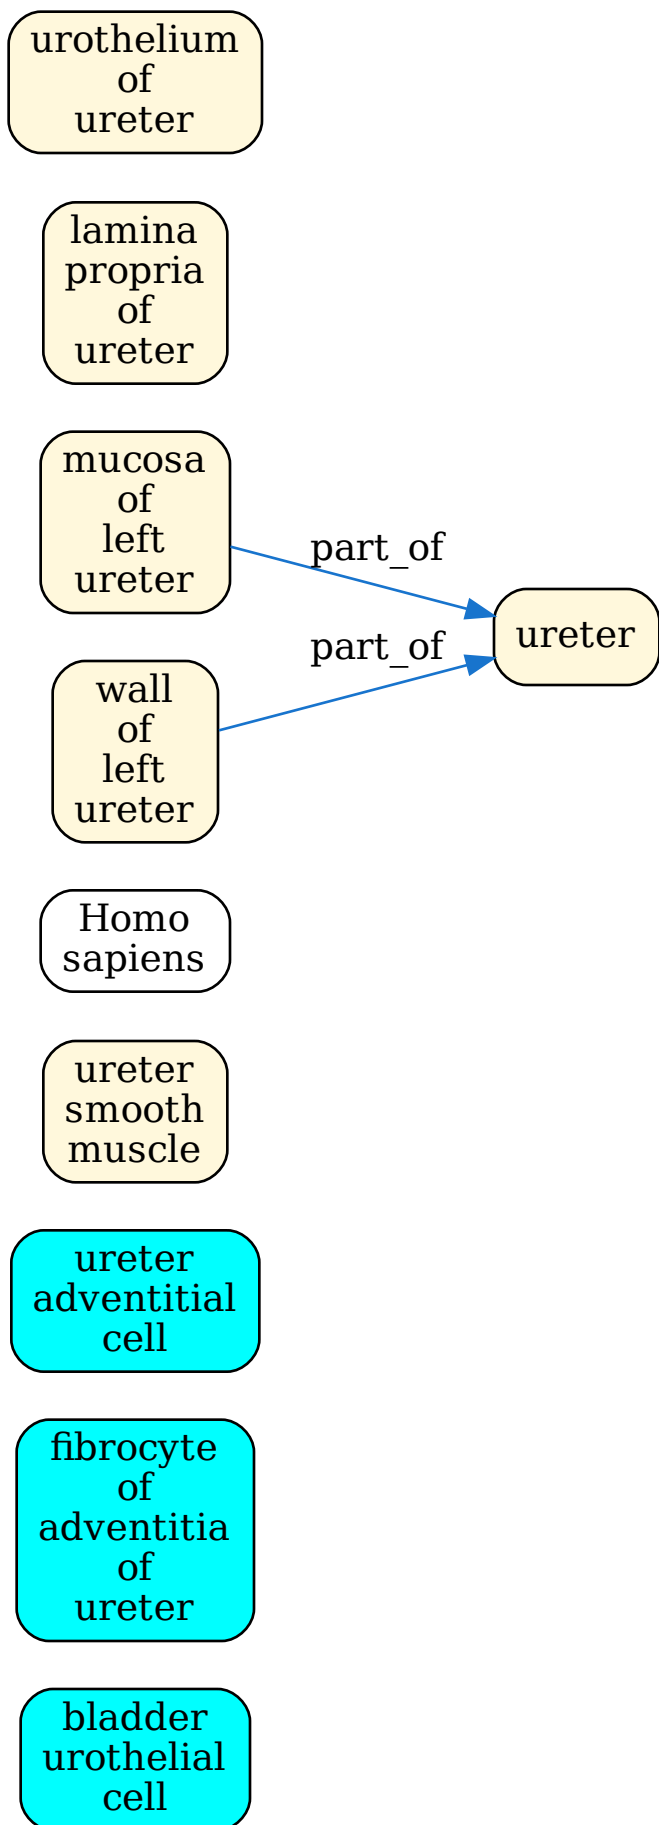 urothelium
of
ureter
lamina
propria
of
ureter
mucosa
of
left
ureter
part_of
ureter
part_of
wall
of
left
ureter
Homo
sapiens
ureter
smooth
muscle
ureter
adventitial
cell
fibrocyte
of
adventitia
of
ureter
bladder
urothelial
cell